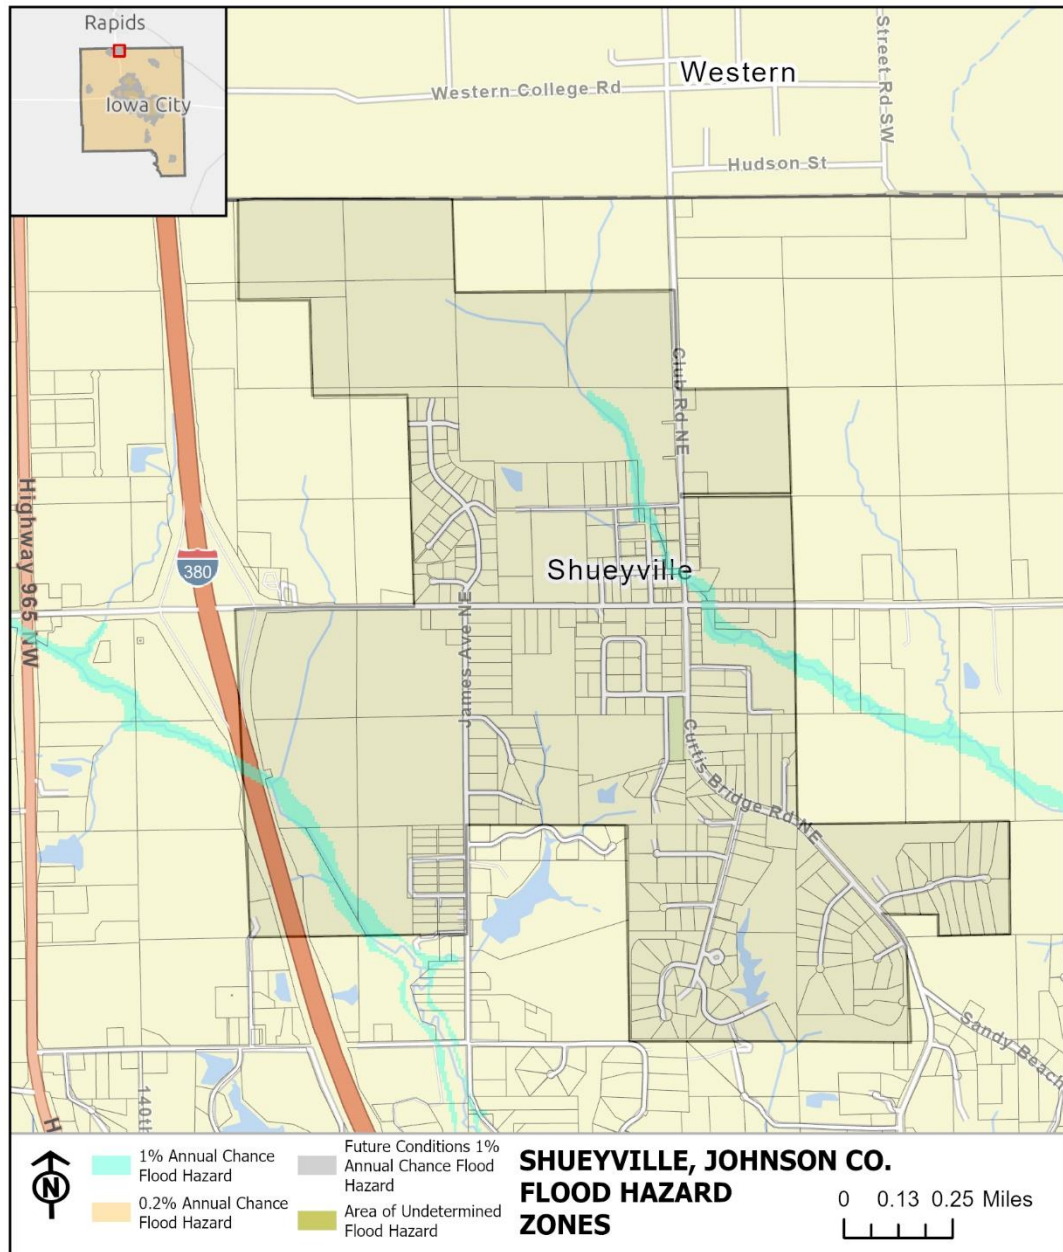 Rapids
Iowa City
Western
Western College Rd
Street Rd SW
Hudson St
Club Rd NE
Highway 965 NW
380
Shueyville
James Ave NE
Curtis Bridge Rd NE
Sandy Beach
140th
H
1% Annual Chance
Flood Hazard
0.2% Annual Chance
Flood Hazard
Future Conditions 1%
Annual Chance Flood
Hazard
Area of Undetermined
Flood Hazard
SHUEYVILLE, JOHNSON CO.
FLOOD HAZARD
ZONES
0 0.13 0.25 Miles
N